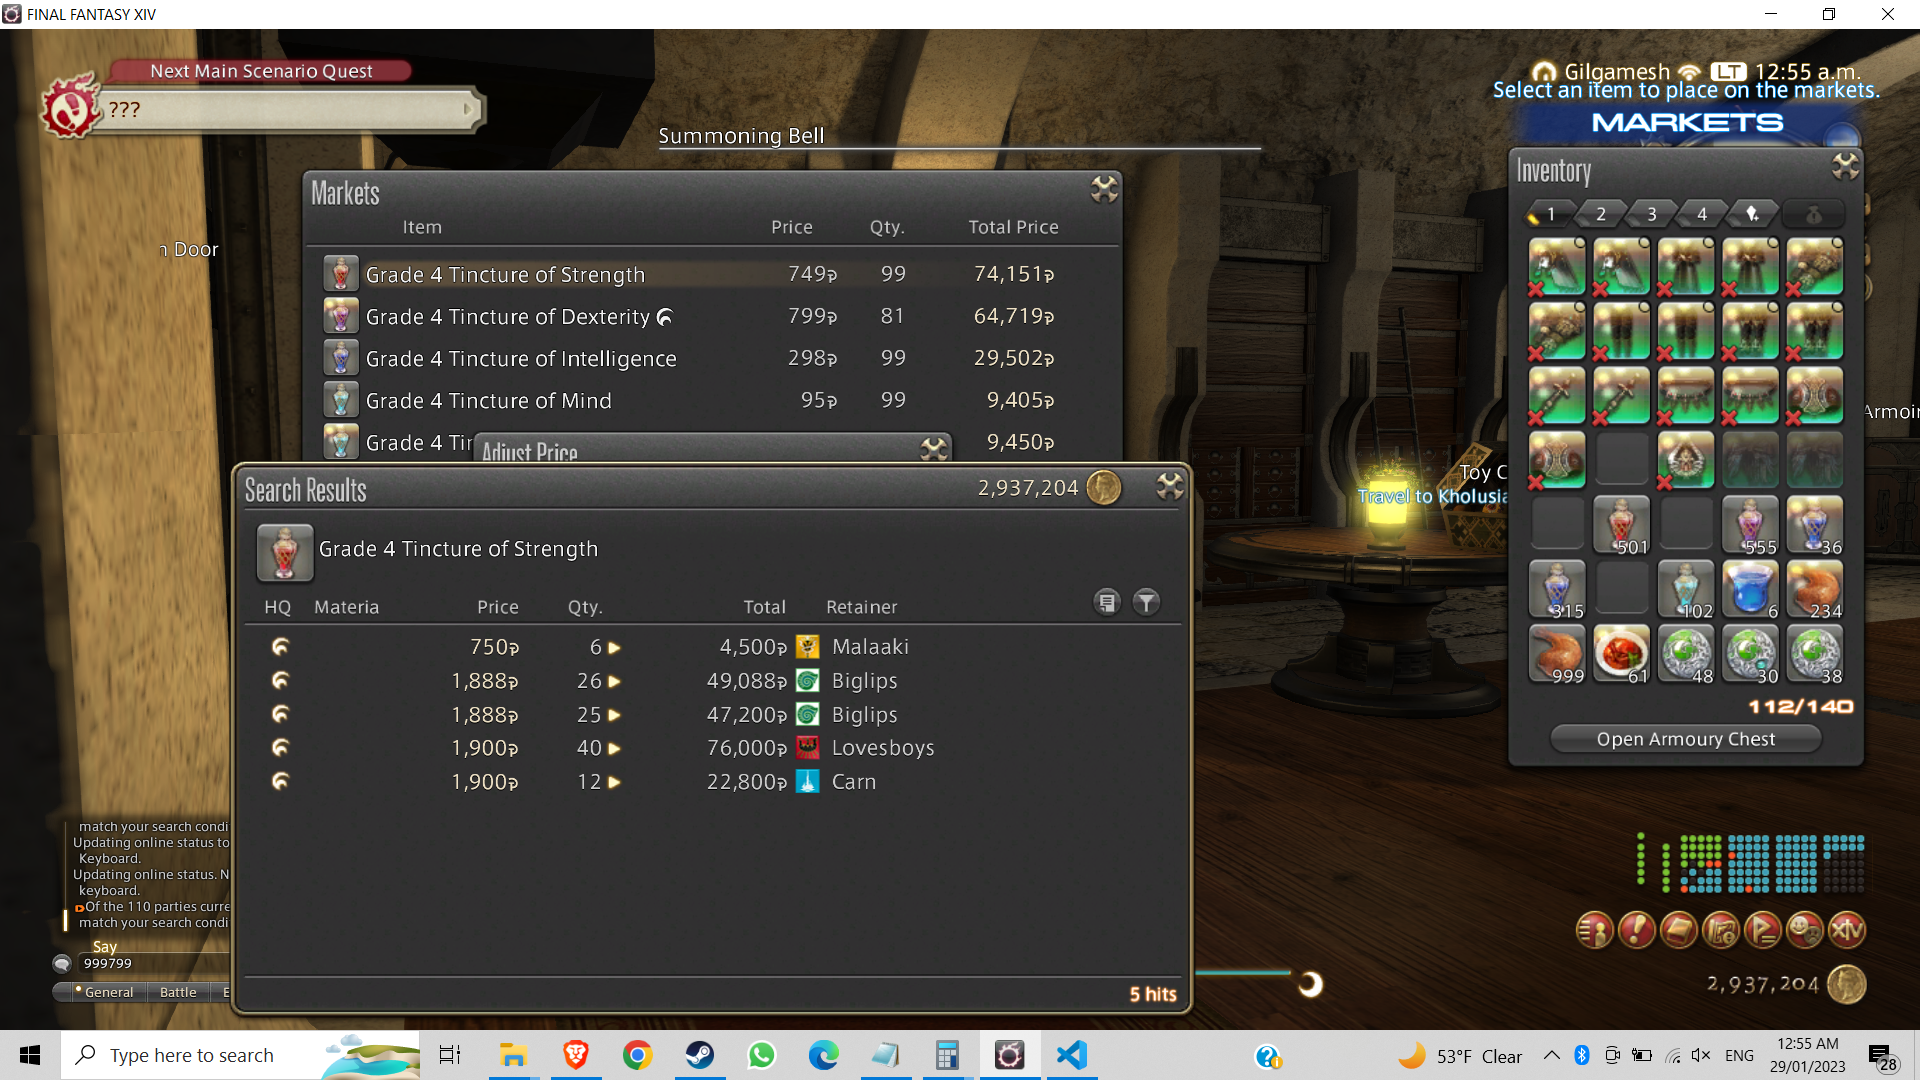 FINAL FANTASY XIV
Next Main Scenario Quest
???
Gilgamesh LT 12:55 a.m.
Select an item to place on the markets.
MARKETS
Summoning Bell
n Door
Markets
Item Price Qty. Total Price
Grade 4 Tincture of Strength 749 99 74,151
Grade 4 Tincture of Dexterity 799 81 64,719
Grade 4 Tincture of Intelligence 298 99 29,502
Grade 4 Tincture of Mind 95 99 9,405
Grade 4 Tin 9,450
Adjust Price
Search Results 2,937,204
Grade 4 Tincture of Strength
HQ Materia Price Qty. Total Retainer
750 6 4,500 Malaaki
1,888 26 49,088 Biglips
1,888 25 47,200 Biglips
1,900 40 76,000 Lovesboys
1,900 12 22,800 Carn
5 hits
Inventory
1 2 3 4
501 555 36
315 102 6 234
999 61 48 30 38
112/140
Open Armoury Chest
Armoir
Toy C
Travel to Kholusia
match your search condi
Updating online status to
Keyboard.
Updating online status. N
keyboard.
Of the 110 parties curre
match your search condi
Say
999799
General Battle E
XIV
2,937,204
Type here to search
53°F Clear
ENG
12:55 AM
29/01/2023
28